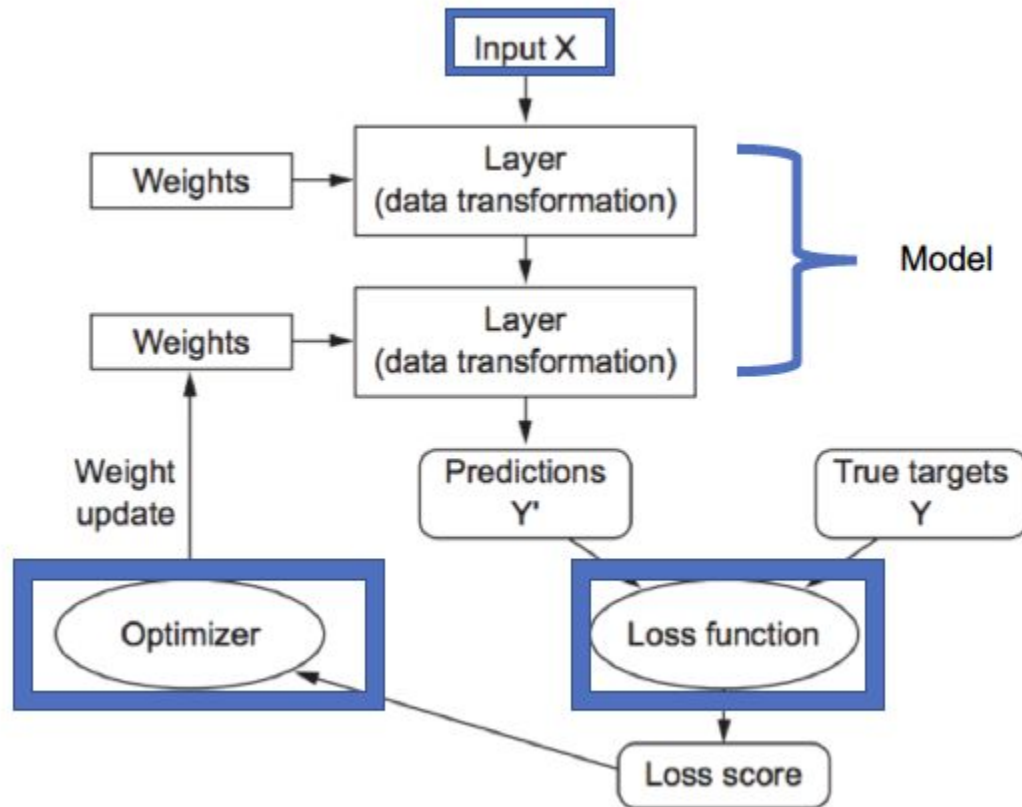 Input X
Layer
(data transformation)
Weights
Model
Layer
(data transformation)
Weights
Weight
update
Predictions
Y'
True targets
Y
Optimizer
Loss function
Loss score